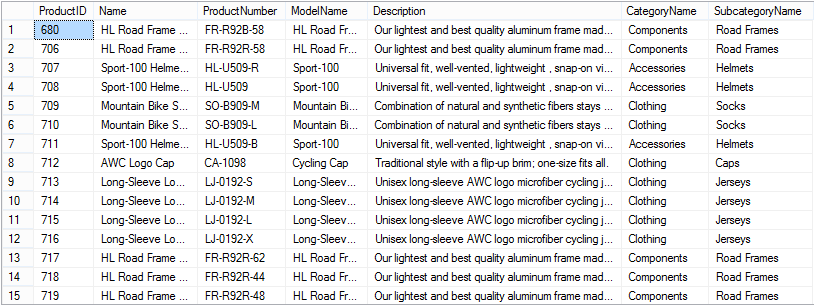 ProductID Name ProductNumber ModelName Description CategoryName SubcategoryName
1 680 HL Road Frame ... FR-R92B-58 HL Road Fr... Our lightest and best quality aluminum frame mad... Components Road Frames
2 706 HL Road Frame ... FR-R92R-58 HL Road Fr... Our lightest and best quality aluminum frame mad... Components Road Frames
3 707 Sport-100 Helme... HL-U509-R Sport-100 Universal fit, well-vented, lightweight , snap-on vi... Accessories Helmets
4 708 Sport-100 Helme... HL-U509 Sport-100 Universal fit, well-vented, lightweight , snap-on vi... Accessories Helmets
5 709 Mountain Bike S... SO-B909-M Mountain Bi... Combination of natural and synthetic fibers stays ... Clothing Socks
6 710 Mountain Bike S... SO-B909-L Mountain Bi... Combination of natural and synthetic fibers stays ... Clothing Socks
7 711 Sport-100 Helme... HL-U509-B Sport-100 Universal fit, well-vented, lightweight , snap-on vi... Accessories Helmets
8 712 AWC Logo Cap CA-1098 Cycling Cap Traditional style with a flip-up brim; one-size fits all. Clothing Caps
9 713 Long-Sleeve Lo... LJ-0192-S Long-Sleev... Unisex long-sleeve AWC logo microfiber cycling j... Clothing Jerseys
10 714 Long-Sleeve Lo... LJ-0192-M Long-Sleev... Unisex long-sleeve AWC logo microfiber cycling j... Clothing Jerseys
11 715 Long-Sleeve Lo... LJ-0192-L Long-Sleev... Unisex long-sleeve AWC logo microfiber cycling j... Clothing Jerseys
12 716 Long-Sleeve Lo... LJ-0192-X Long-Sleev... Unisex long-sleeve AWC logo microfiber cycling j... Clothing Jerseys
13 717 HL Road Frame ... FR-R92R-62 HL Road Fr... Our lightest and best quality aluminum frame mad... Components Road Frames
14 718 HL Road Frame ... FR-R92R-44 HL Road Fr... Our lightest and best quality aluminum frame mad... Components Road Frames
15 719 HL Road Frame ... FR-R92R-48 HL Road Fr... Our lightest and best quality aluminum frame mad... Components Road Frames